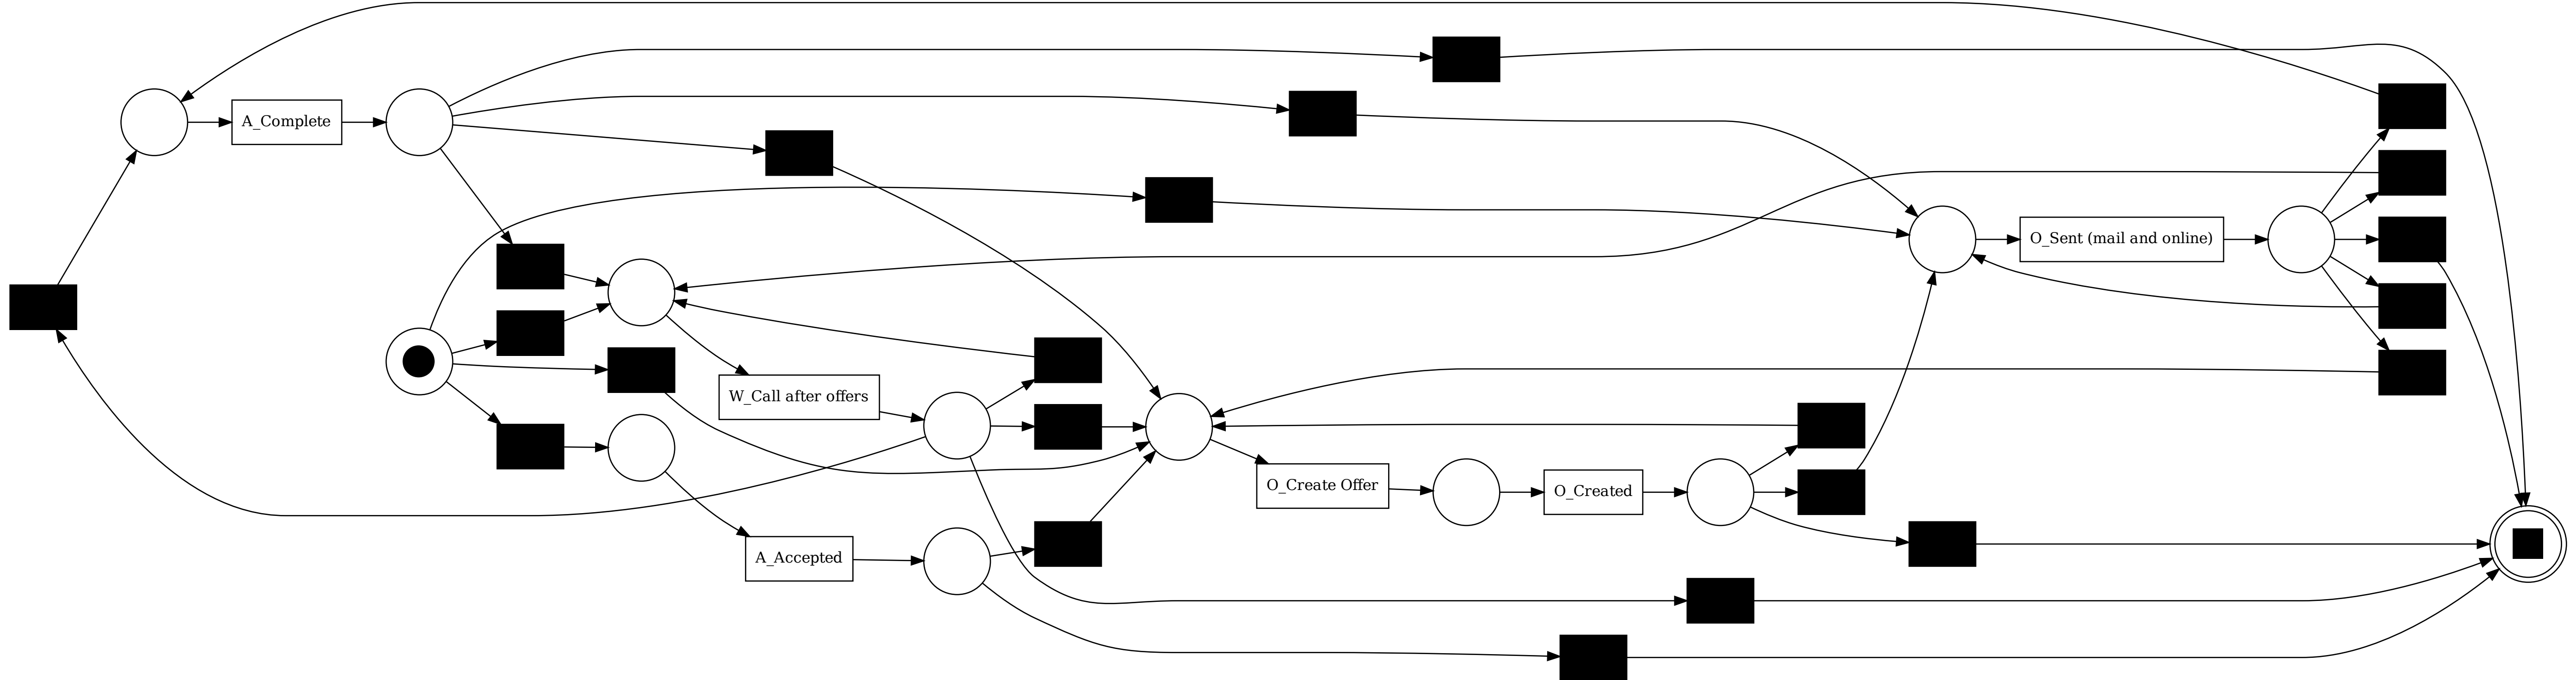 A_Complete
O_Sent (mail and online)
W_Call after offers
O_Create Offer
O_Created
A_Accepted